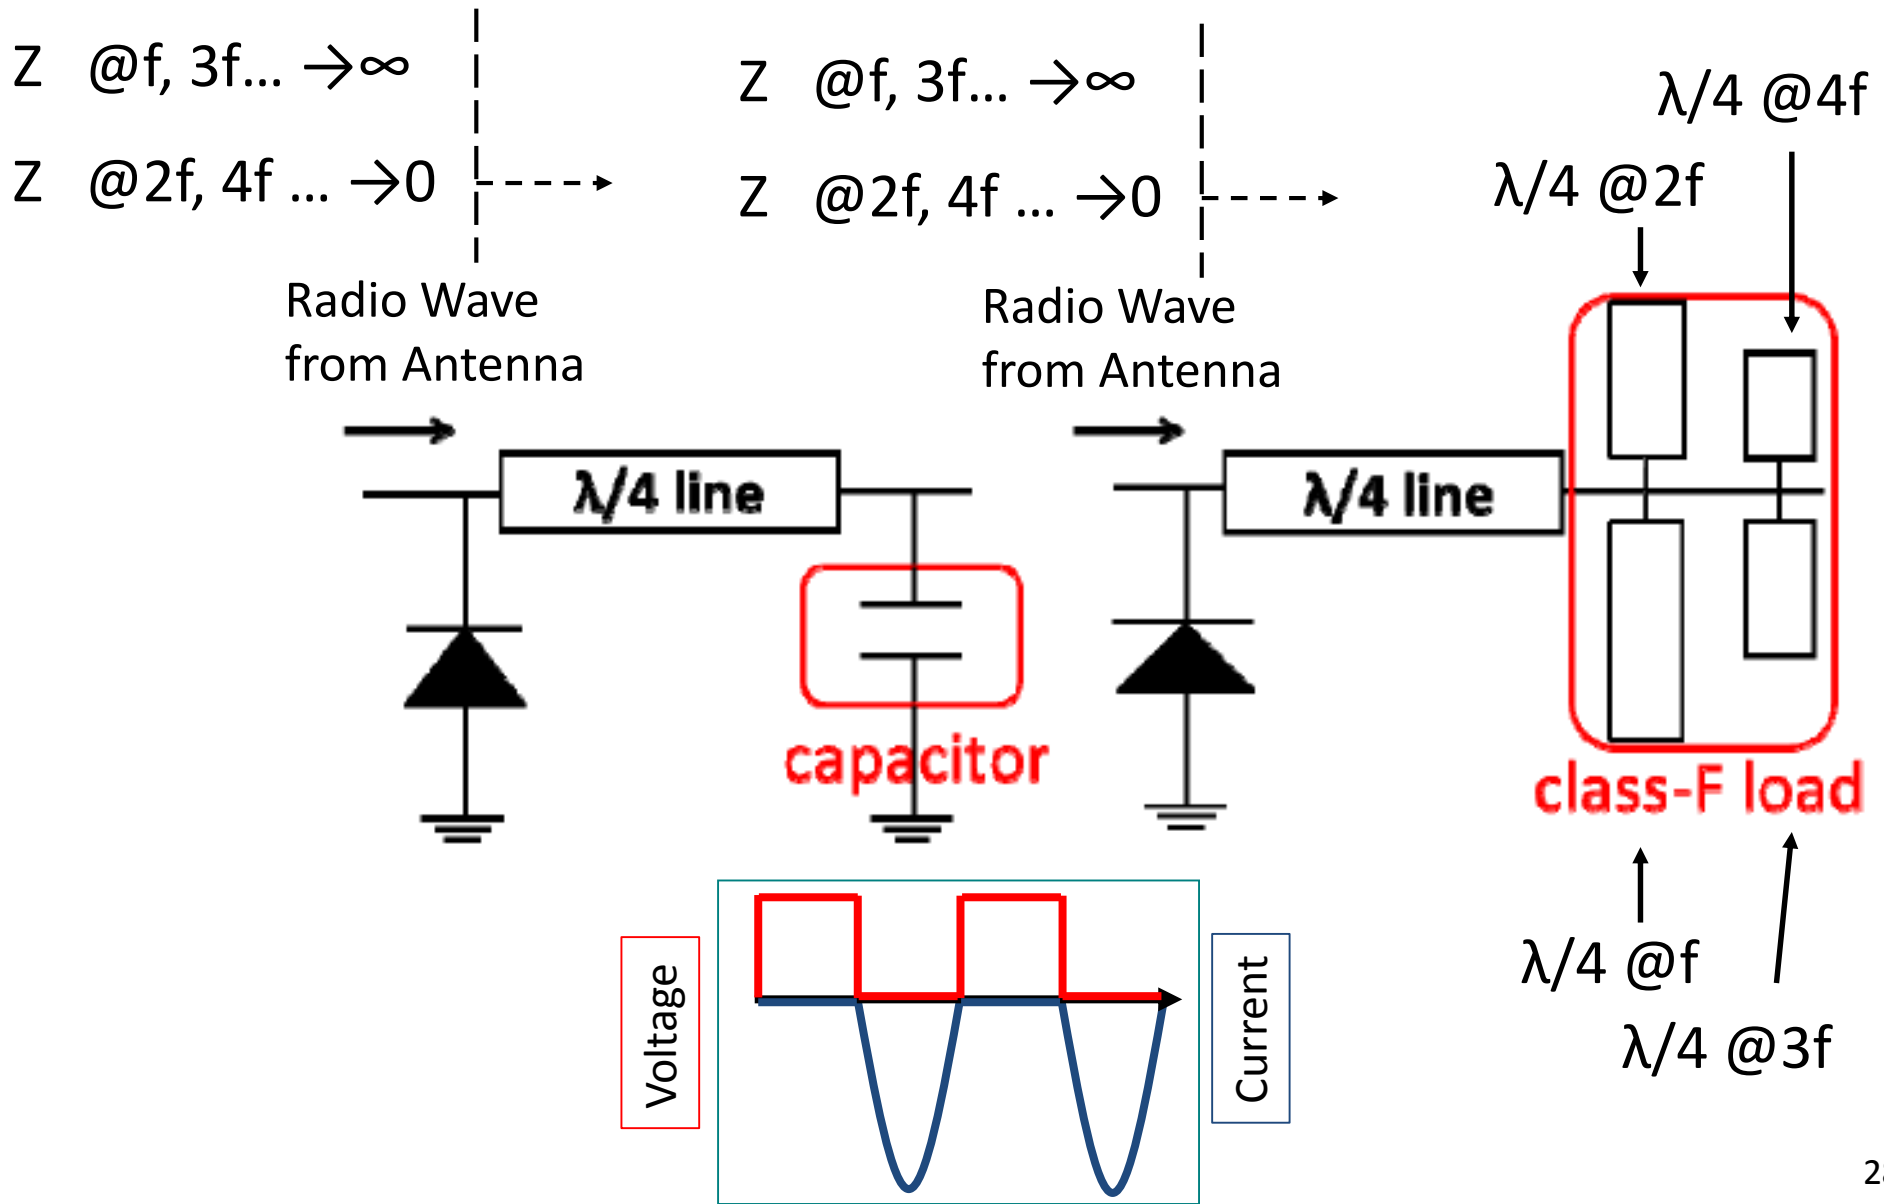 Z @f, 3f... →∞
Z @2f, 4f ... →0
Radio Wave
from Antenna
λ/4 line
capacitor
Z @f, 3f... →∞
Z @2f, 4f ... →0
Radio Wave
from Antenna
λ/4 line
λ/4 @4f
λ/4 @2f
class-F load
λ/4 @f
λ/4 @3f
Voltage
Current